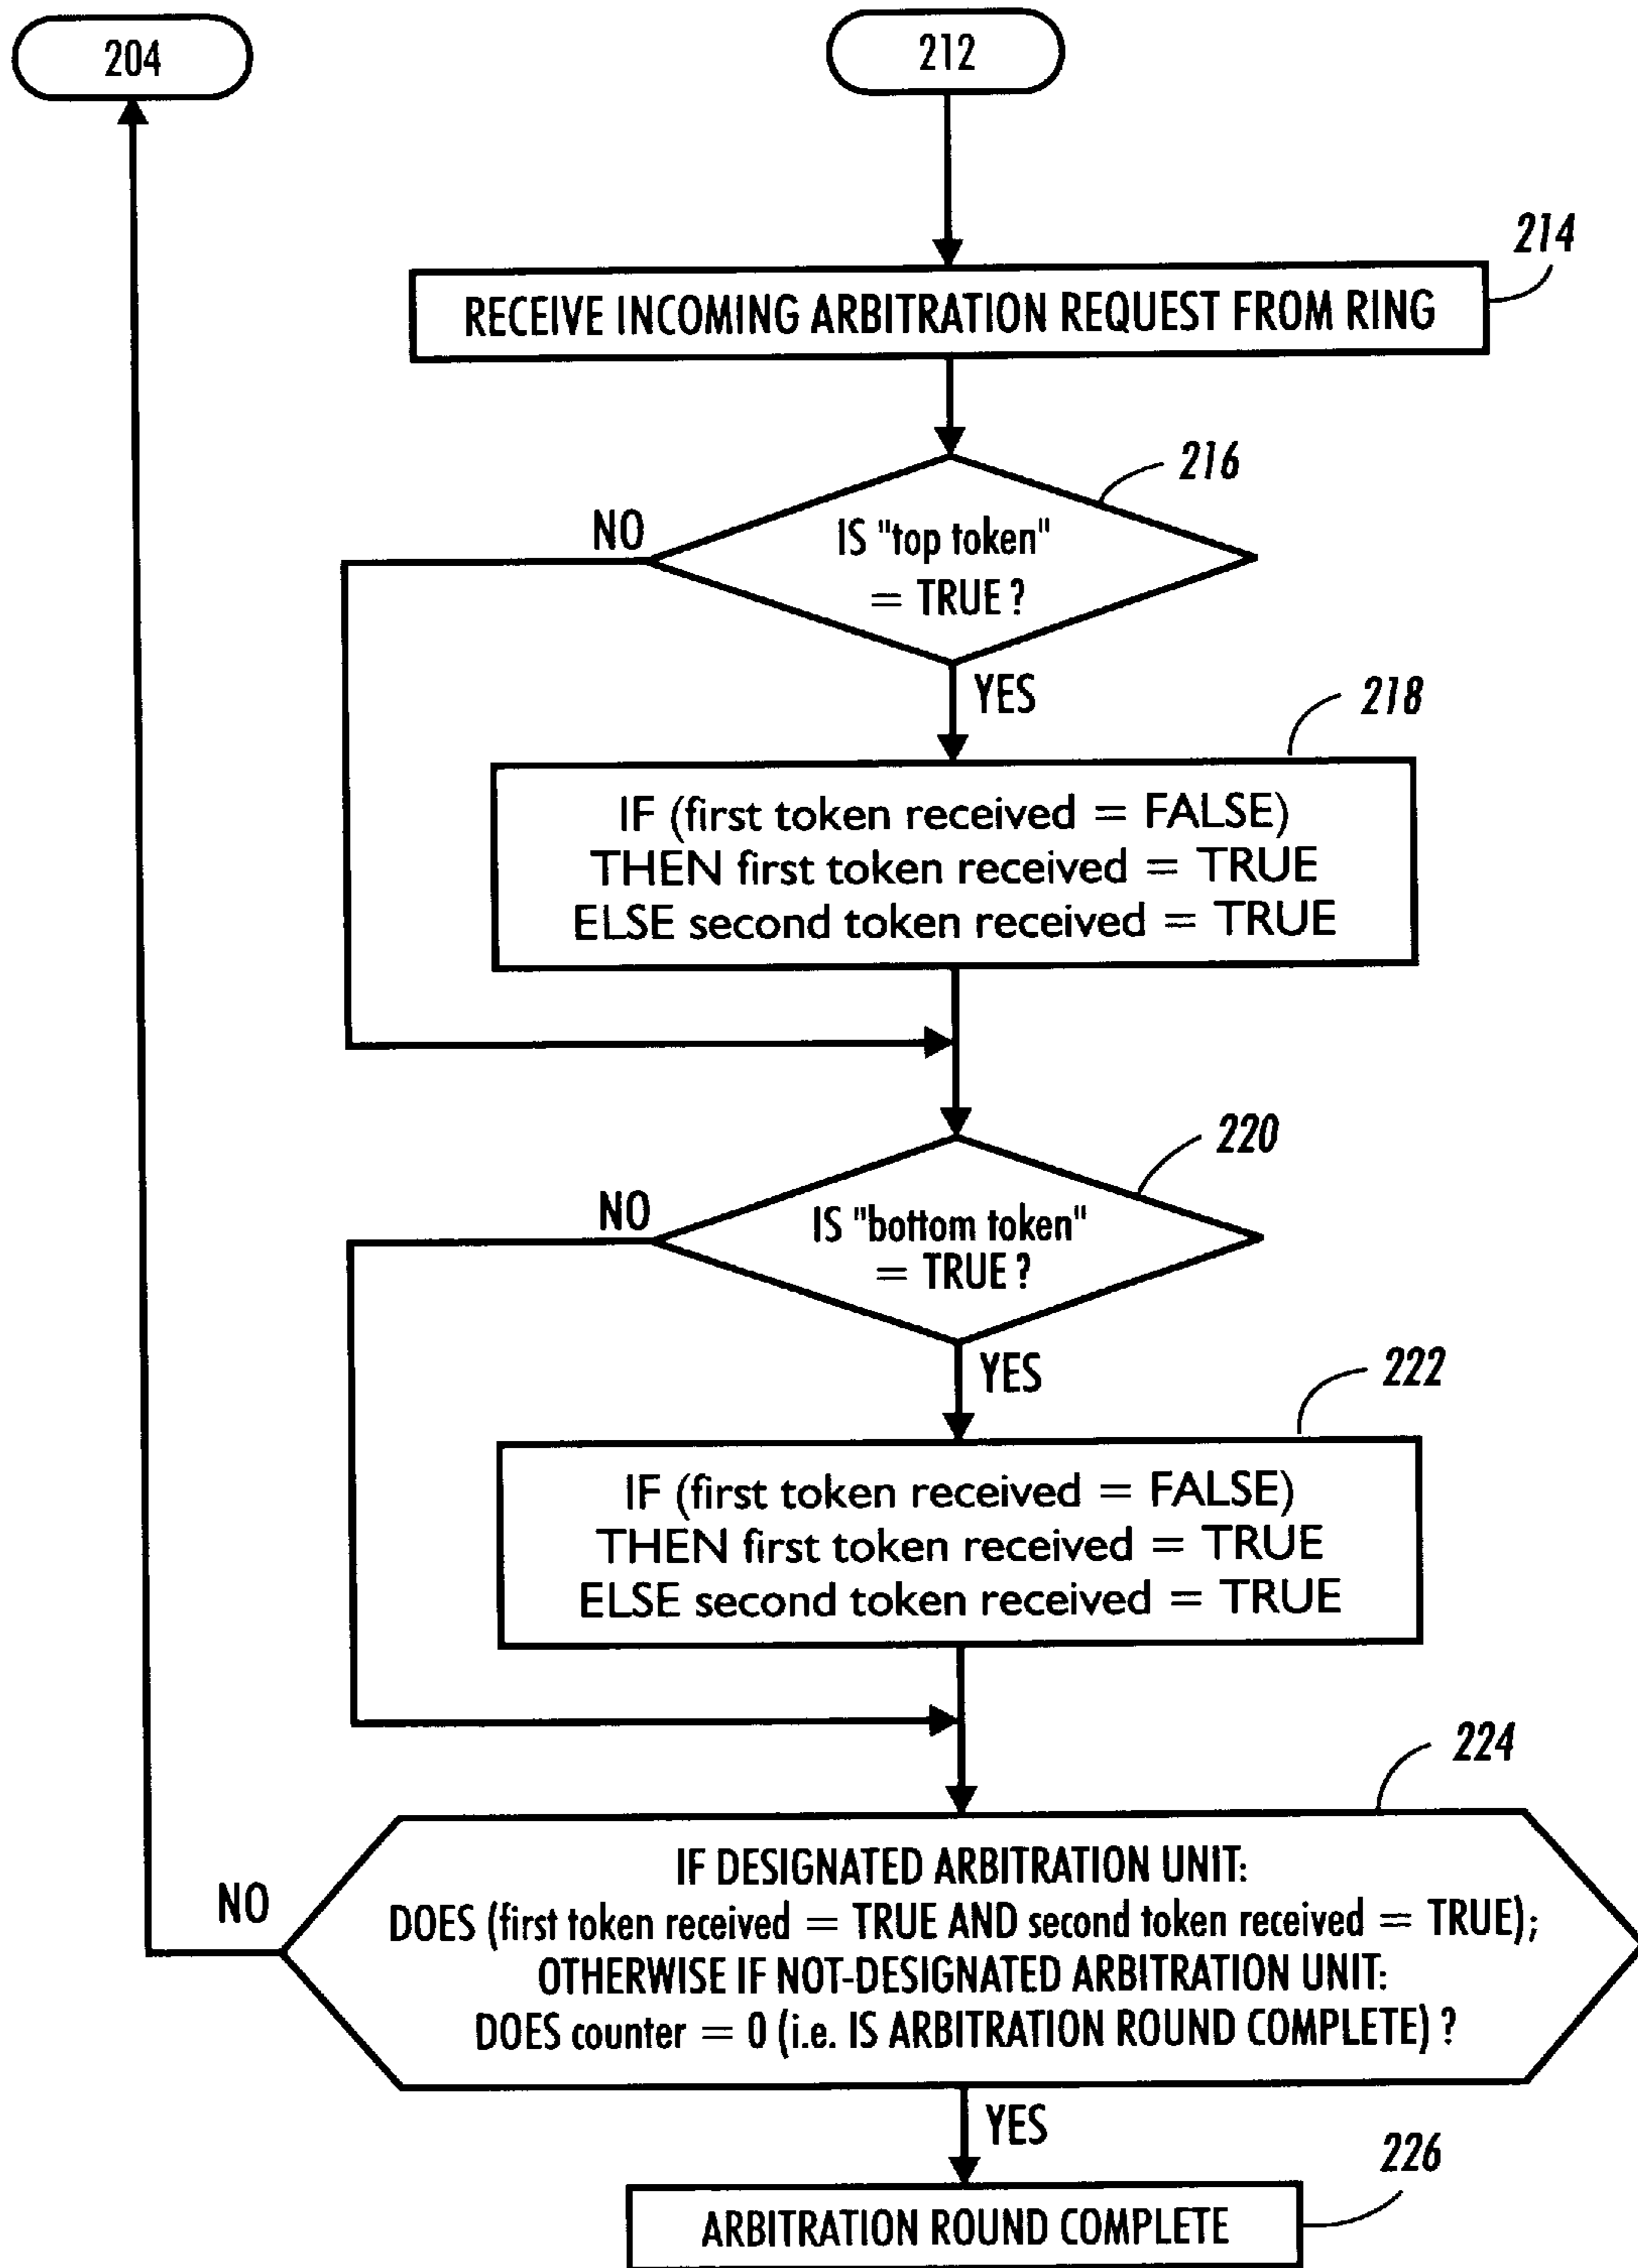 204
212
214
RECEIVE INCOMING ARBITRATION REQUEST FROM RING
216
NO
IS "top token"
= TRUE ?
YES
218
IF (first token received = FALSE)
THEN first token received = TRUE
ELSE second token received = TRUE
220
NO
IS "bottom token"
= TRUE ?
YES
222
IF (first token received = FALSE)
THEN first token received = TRUE
ELSE second token received = TRUE
224
NO
IF DESIGNATED ARBITRATION UNIT:
DOES (first token received = TRUE AND second token received = TRUE);
OTHERWISE IF NOT-DESIGNATED ARBITRATION UNIT:
DOES counter = 0 (i.e. IS ARBITRATION ROUND COMPLETE) ?
YES
226
ARBITRATION ROUND COMPLETE